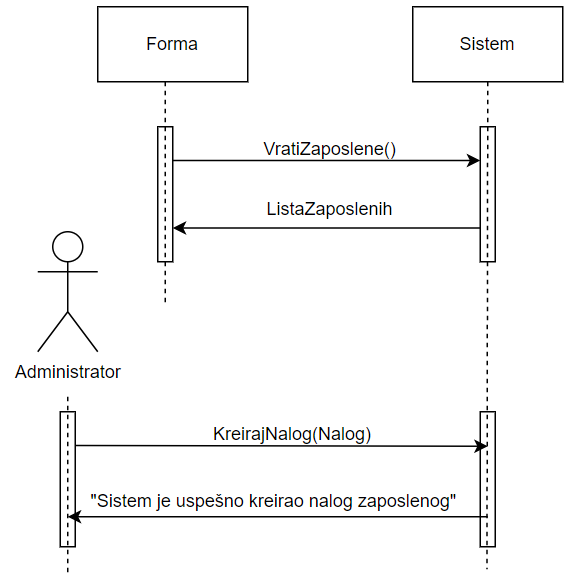 Forma
Sistem
VratiZaposlene()
ListaZaposlenih
Administrator
KreirajNalog(Nalog)
"Sistem je uspešno kreirao nalog zaposlenog"